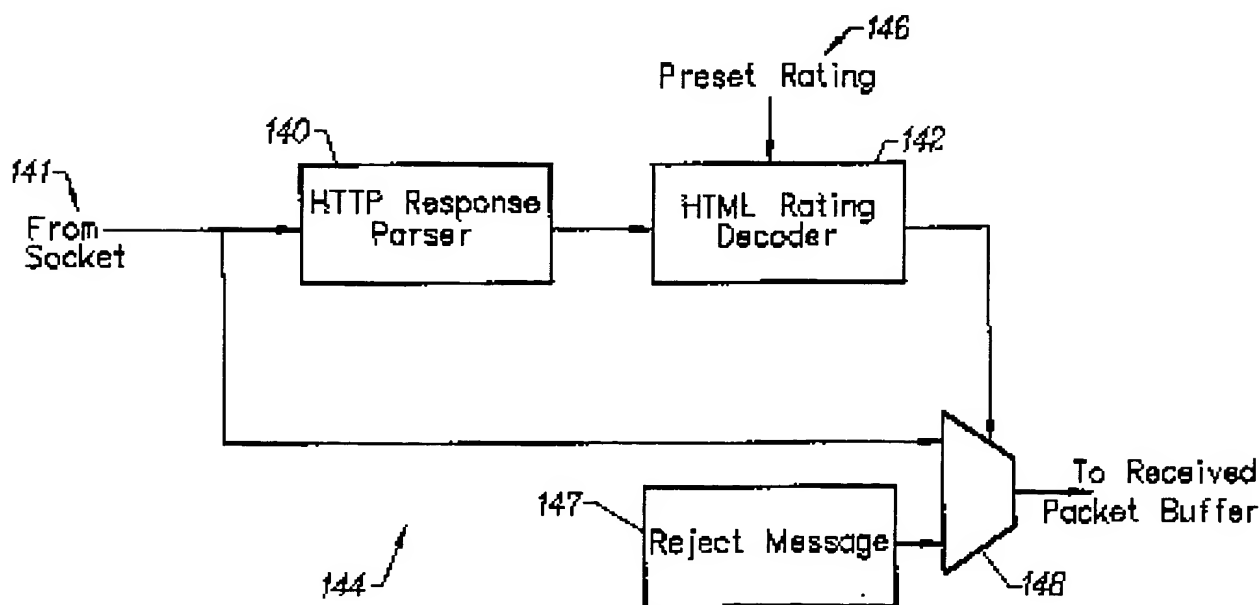 146
Preset Rating
140
142
141
HTTP Response
Parser
HTML Rating
Decoder
From
Socket
To Received
Packet Buffer
147
Reject Message
144
148